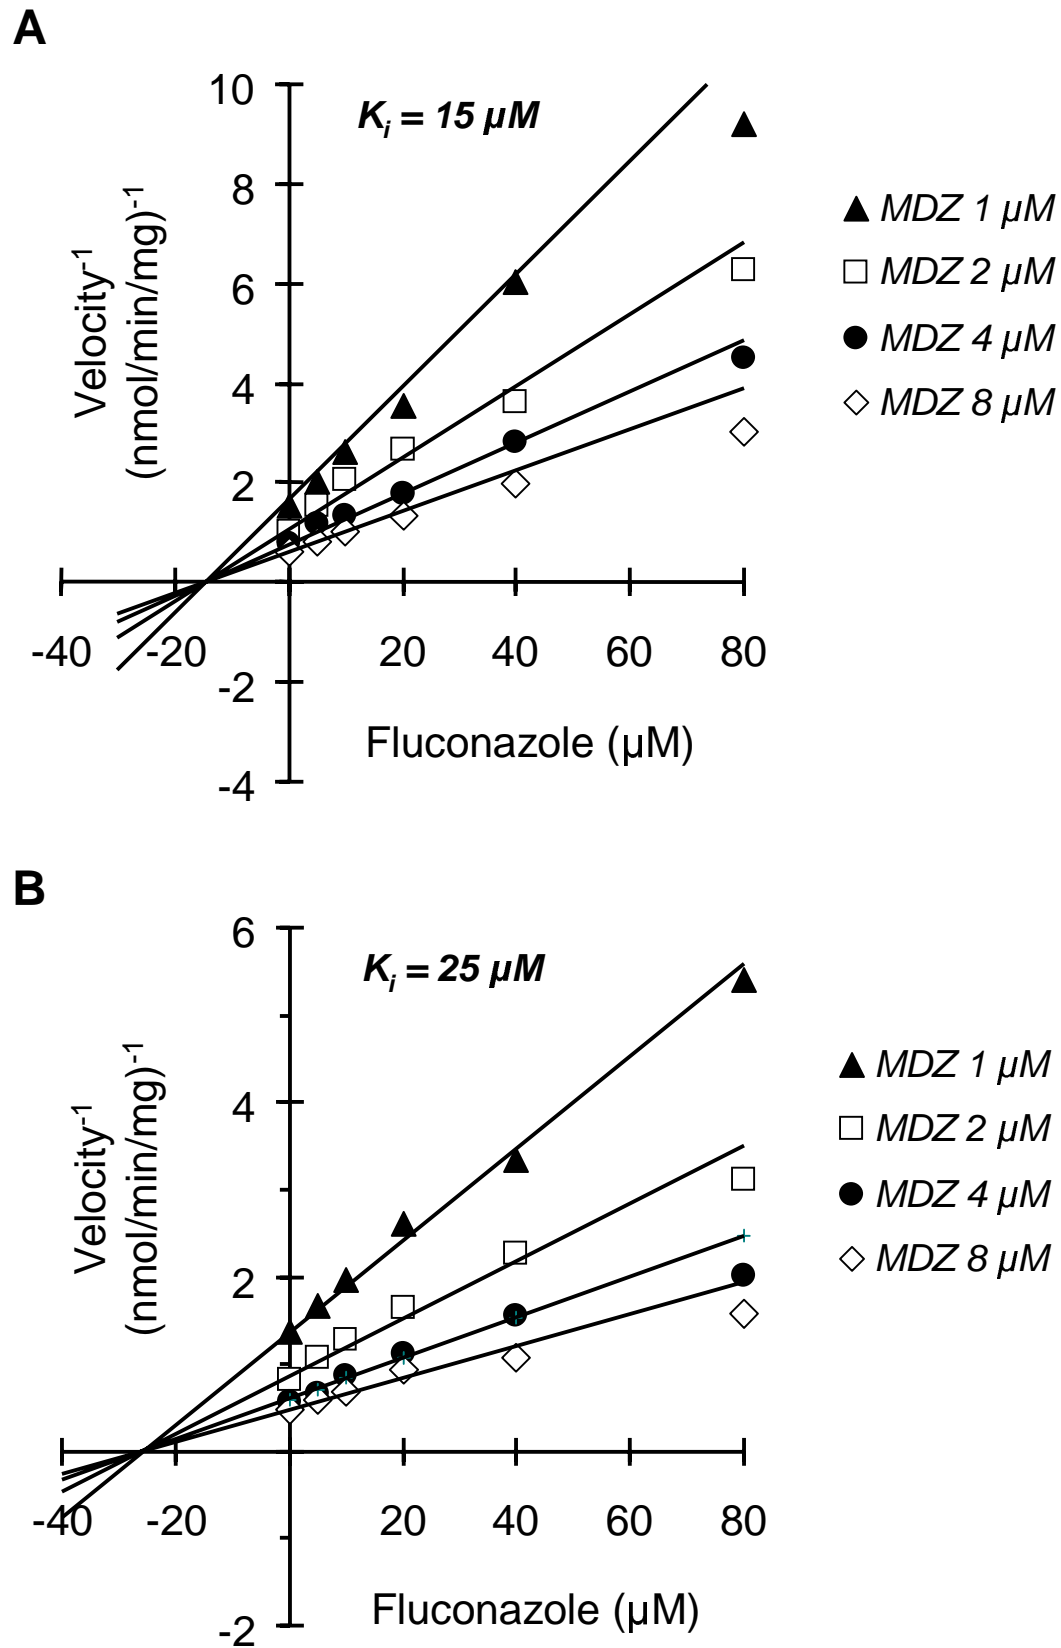 A
Ki = 15 µM
10
8
6
4
2
-2
-4
-40 -20 20 40 60 80
Velocity-1
(nmol/min/mg)-1
Fluconazole (µM)
MDZ 1 µM
MDZ 2 µM
MDZ 4 µM
MDZ 8 µM
B
Ki = 25 µM
6
4
2
-2
-40 -20 20 40 60 80
Velocity-1
(nmol/min/mg)-1
Fluconazole (µM)
MDZ 1 µM
MDZ 2 µM
MDZ 4 µM
MDZ 8 µM